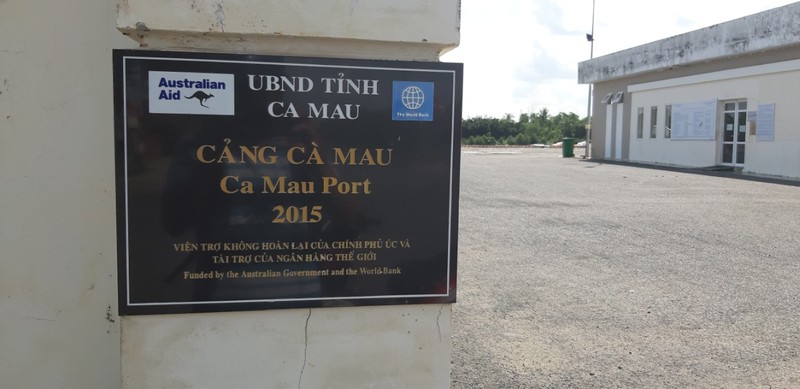 Australian
Aid
UBND TỈNH
CA MAU
The World Bank
CẢNG CÀ MAU
Ca Mau Port
2015
VIỆN TRỢ KHÔNG HOÀN LẠI CỦA CHÍNH PHỦ ÚC VÀ
TÀI TRỢ CỦA NGÂN HÀNG THẾ GIỚI
Funded by the Australian Government and the World Bank